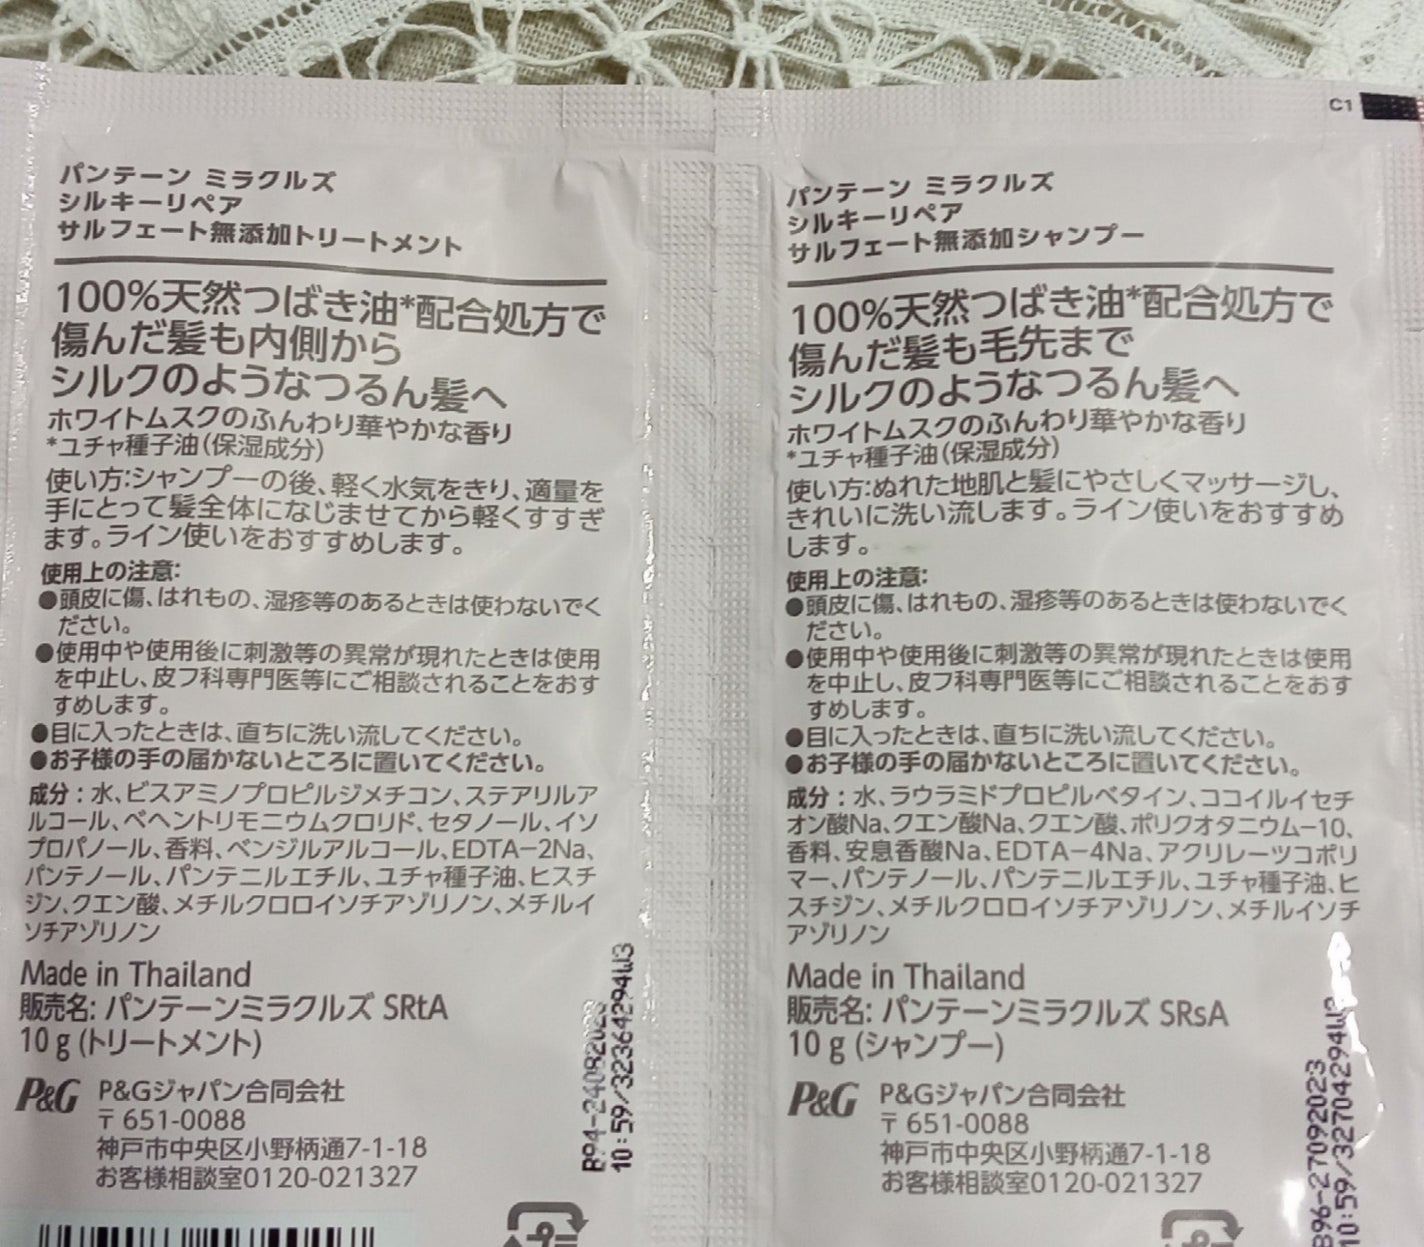 C1
パンテーン ミラクルズ
シルキーリペア
サルフェート無添加トリートメント
100%天然つばき油*配合処方で
傷んだ髪も内側から
シルクのようなつるん髪へ
ホワイトムスクのふんわり華やかな香り
*ユチャ種子油(保湿成分)
使い方:シャンプーの後、軽く水気をきり、適量を
手にとって髪全体になじませてから軽くすすぎ
ます。ライン使いをおすすめします。
使用上の注意:
●頭皮に傷、はれもの、湿疹等のあるときは使わないでく
ださい。
●使用中や使用後に刺激等の異常が現れたときは使用
を中止し、皮フ科専門医等にご相談されることをおす
すめします。
●目に入ったときは、直ちに洗い流してください。
●お子様の手の届かないところに置いてください。
成分：水、ビスアミノプロピルジメチコン、ステアリルア
ルコール、ベヘントリモニウムクロリド、セタノール、イソ
プロパノール、香料、ベンジルアルコール、EDTA−2Na、
パンテノール、パンテニルエチル、ユチャ種子油、ヒスチ
ジン、クエン酸、メチルクロロイソチアゾリノン、メチルイ
ソチアゾリノン
Made in Thailand
販売名: パンテーンミラクルズ SRtA
10 g (トリートメント)
P&G
P&Gジャパン合同会社
〒651-0088
神戸市中央区小野柄通7-1-18
お客様相談室0120-021327
10:59/32364294W3
パンテーン ミラクルズ
シルキーリペア
サルフェート無添加シャンプー
100%天然つばき油*配合処方で
傷んだ髪も毛先まで
シルクのようなつるん髪へ
ホワイトムスクのふんわり華やかな香り
*ユチャ種子油(保湿成分)
使い方:ぬれた地肌と髪にやさしくマッサージし、
きれいに洗い流します。ライン使いをおすすめ
します。
使用上の注意:
●頭皮に傷、はれもの、湿疹等のあるときは使わないでく
ださい。
●使用中や使用後に刺激等の異常が現れたときは使用
を中止し、皮フ科専門医等にご相談されることをおす
すめします。
●目に入ったときは、直ちに洗い流してください。
●お子様の手の届かないところに置いてください。
成分：水、ラウラミドプロピルベタイン、ココイルイセチ
オン酸Na、クエン酸Na、クエン酸、ポリクオタニウム−10、
香料、安息香酸Na、EDTA−4Na、アクリレーツコポリ
マー、パンテノール、パンテニルエチル、ユチャ種子油、ヒ
スチジン、メチルクロロイソチアゾリノン、メチルイソチ
アゾリノン
Made in Thailand
販売名: パンテーンミラクルズ SRsA
10 g (シャンプー)
P&G
P&Gジャパン合同会社
〒651-0088
神戸市中央区小野柄通7-1-18
お客様相談室0120-021327
B96-27092023